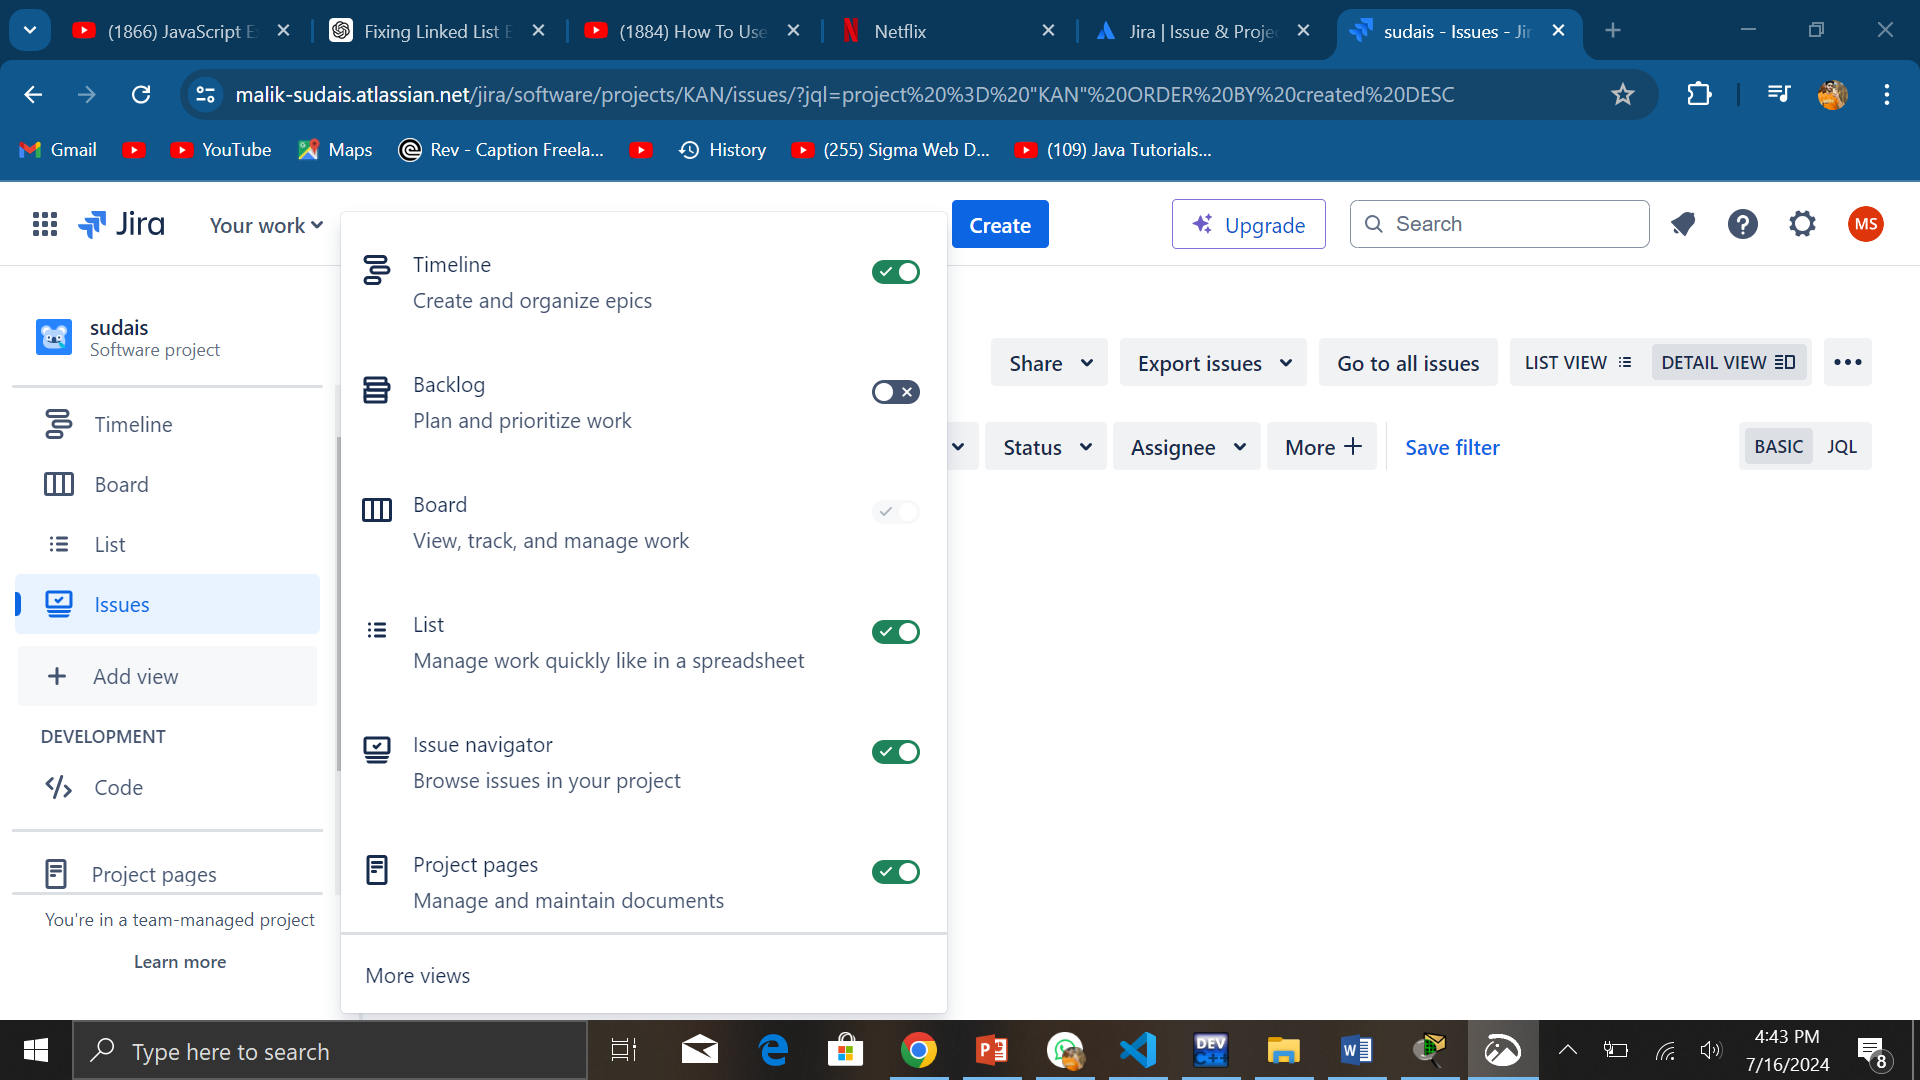 (1866) JavaScript E
Fixing Linked List E
(1884) How To Use
Netflix
Jira | Issue & Projec
sudais - Issues - Jir
malik-sudais.atlassian.net/jira/software/projects/KAN/issues/?jql=project%20%3D%20"KAN"%20ORDER%20BY%20created%20DESC
Gmail
YouTube
Maps
Rev - Caption Freela...
History
(255) Sigma Web D...
(109) Java Tutorials...
Jira
Your work
Create
Upgrade
Search
MS
sudais
Software project
Timeline
Board
List
Issues
Add view
DEVELOPMENT
Code
Project pages
You're in a team-managed project
Learn more
Timeline
Create and organize epics
Backlog
Plan and prioritize work
Board
View, track, and manage work
List
Manage work quickly like in a spreadsheet
Issue navigator
Browse issues in your project
Project pages
Manage and maintain documents
More views
Share
Export issues
Go to all issues
LIST VIEW
DETAIL VIEW
Status
Assignee
More
Save filter
BASIC
JQL
Type here to search
DEV
C++
4:43 PM
7/16/2024
8